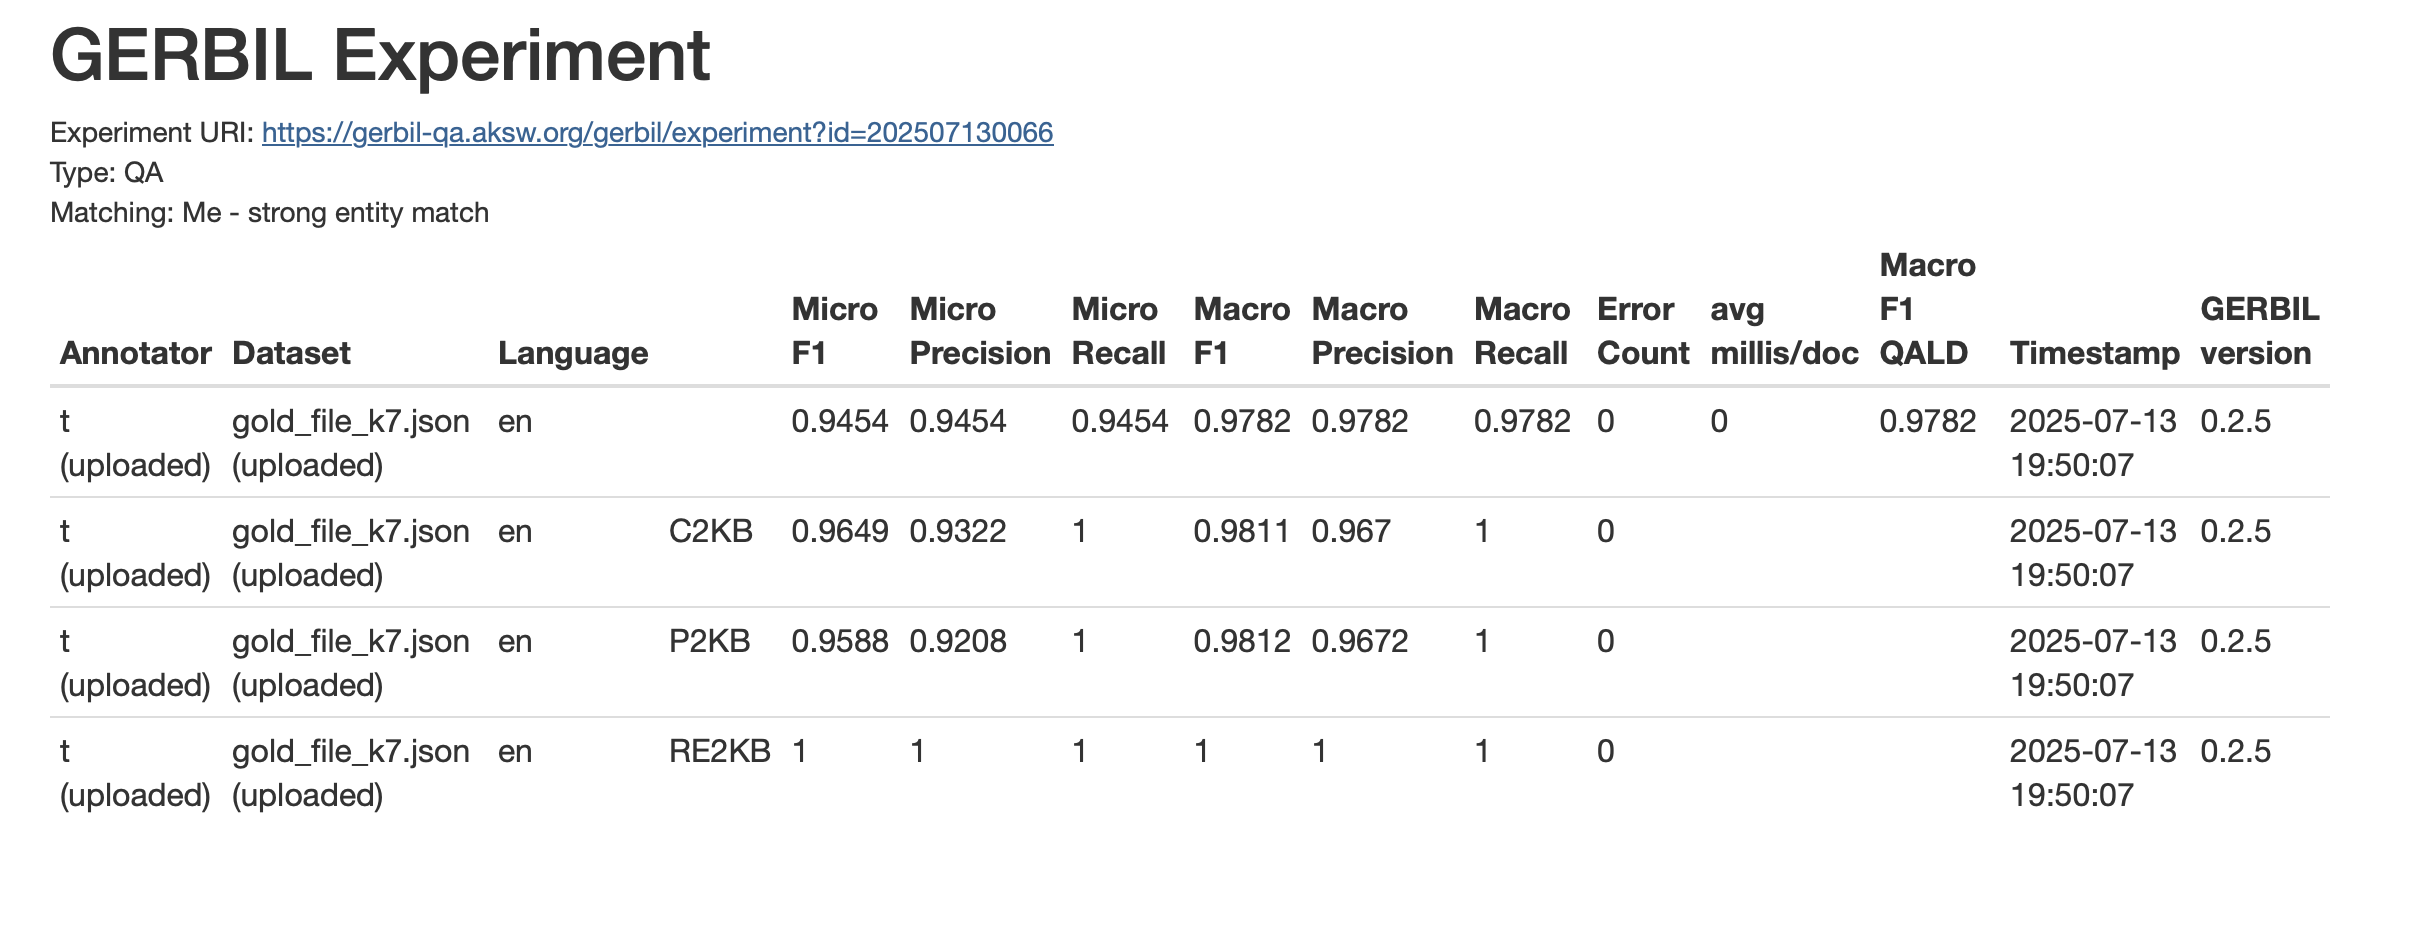 GERBIL Experiment
Experiment URI: https://gerbil-qa.aksw.org/gerbil/experiment?id=202507130066
Type: QA
Matching: Me - strong entity match
Annotator Dataset Language Micro F1 Micro Precision Micro Recall Macro F1 Macro Precision Macro Recall Error Count avg millis/doc Macro F1 QALD Timestamp GERBIL version
t (uploaded) gold_file_k7.json (uploaded) en 0.9454 0.9454 0.9454 0.9782 0.9782 0.9782 0 0 0.9782 2025-07-13 19:50:07 0.2.5
t (uploaded) gold_file_k7.json (uploaded) en C2KB 0.9649 0.9322 1 0.9811 0.967 1 0 2025-07-13 19:50:07 0.2.5
t (uploaded) gold_file_k7.json (uploaded) en P2KB 0.9588 0.9208 1 0.9812 0.9672 1 0 2025-07-13 19:50:07 0.2.5
t (uploaded) gold_file_k7.json (uploaded) en RE2KB 1 1 1 1 1 1 0 2025-07-13 19:50:07 0.2.5